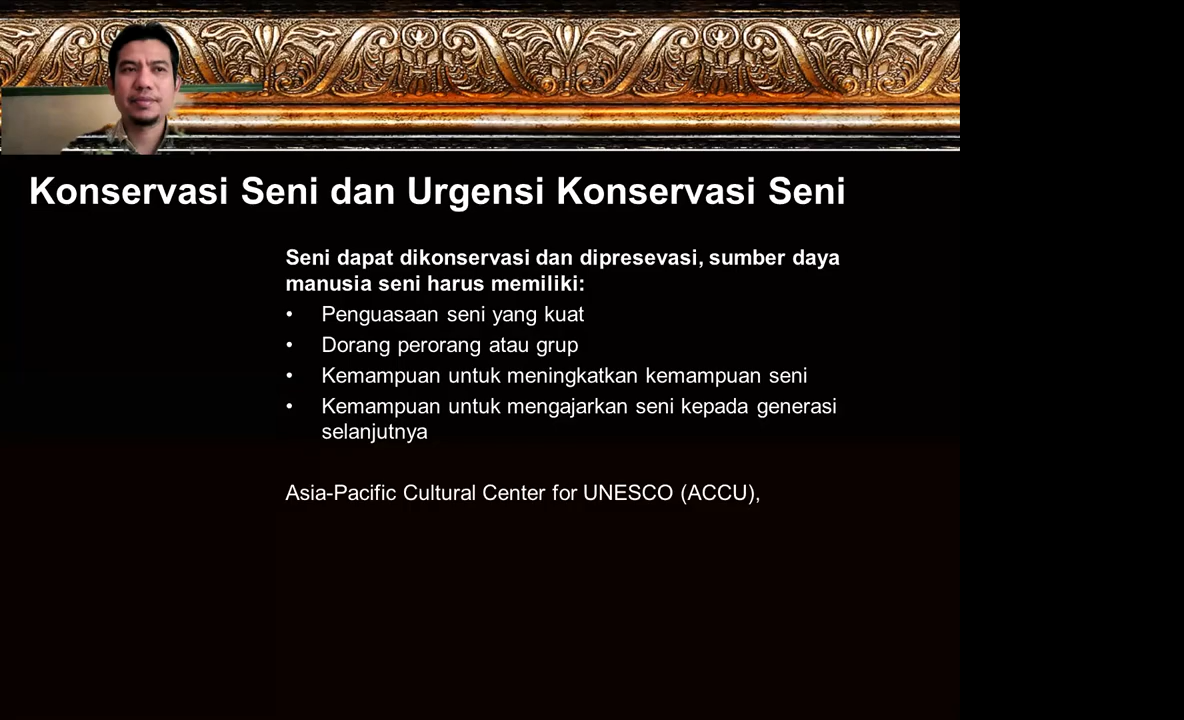 Konservasi Seni dan Urgensi Konservasi Seni
Seni dapat dikonservasi dan dipresevasi, sumber daya
manusia seni harus memiliki:
• Penguasaan seni yang kuat
• Dorang perorang atau grup
• Kemampuan untuk meningkatkan kemampuan seni
• Kemampuan untuk mengajarkan seni kepada generasi
selanjutnya
Asia-Pacific Cultural Center for UNESCO (ACCU),